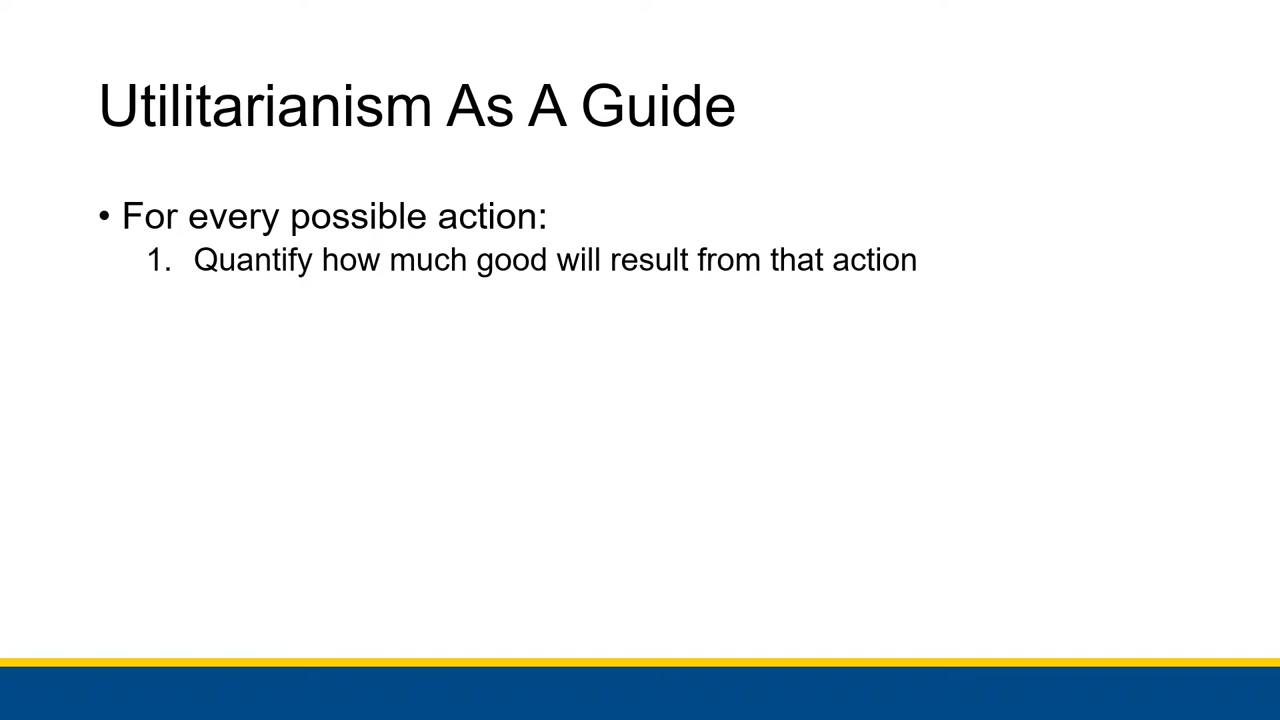 Utilitarianism As A Guide
• For every possible action:
1. Quantify how much good will result from that action